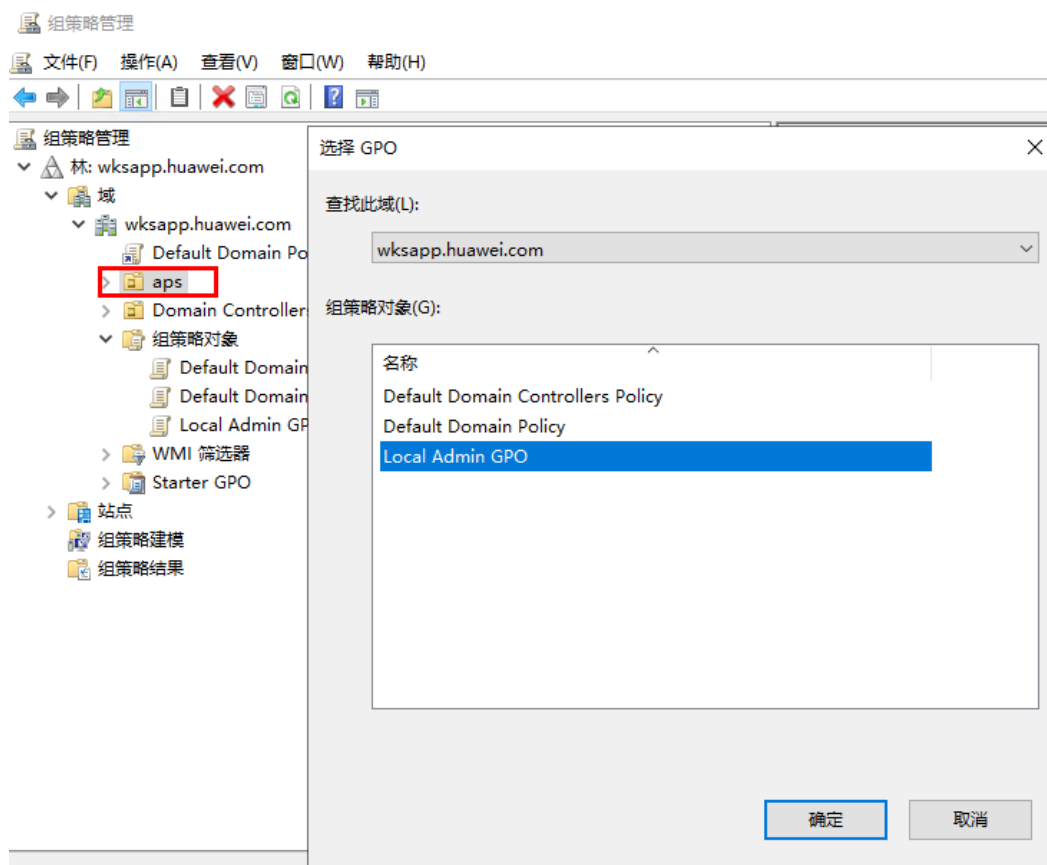 组策略管理
文件(F) 操作(A) 查看(V) 窗口(W) 帮助(H)
组策略管理
林: wksapp.huawei.com
域
wksapp.huawei.com
Default Domain Po
aps
Domain Controller
组策略对象
Default Domain
Default Domain
Local Admin GP
WMI 筛选器
Starter GPO
站点
组策略建模
组策略结果
选择 GPO
查找此域(L):
wksapp.huawei.com
组策略对象(G):
名称
Default Domain Controllers Policy
Default Domain Policy
Local Admin GPO
确定 取消